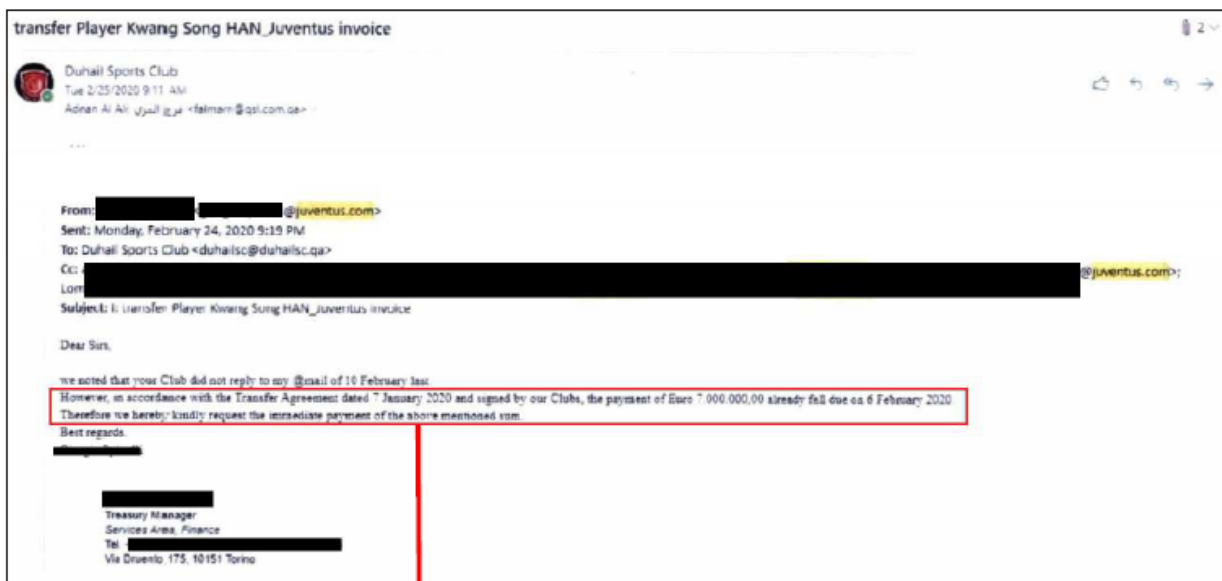 transfer Player Kwang Song HAN_Juventus invoice
2
Duhail Sports Club
Tue 2/25/2020 9:11 AM
Adnan Al Ali; فرج المري <falmarri@qsl.com.qa>
...
From: @juventus.com>
Sent: Monday, February 24, 2020 9:19 PM
To: Duhail Sports Club <duhailsc@duhailsc.qa>
Cc: @juventus.com>;
Lom
Subject: I: transfer Player Kwang Song HAN_Juventus invoice
Dear Sirs,
we noted that your Club did not reply to my @mail of 10 February last.
However, in accordance with the Transfer Agreement dated 7 January 2020 and signed by our Clubs, the payment of Euro 7.000.000,00 already fall due on 6 February 2020.
Therefore we hereby kindly request the immediate payment of the above mentioned sum.
Best regards.
Treasury Manager
Services Area, Finance
Tel.
Via Druento, 175, 10151 Torino